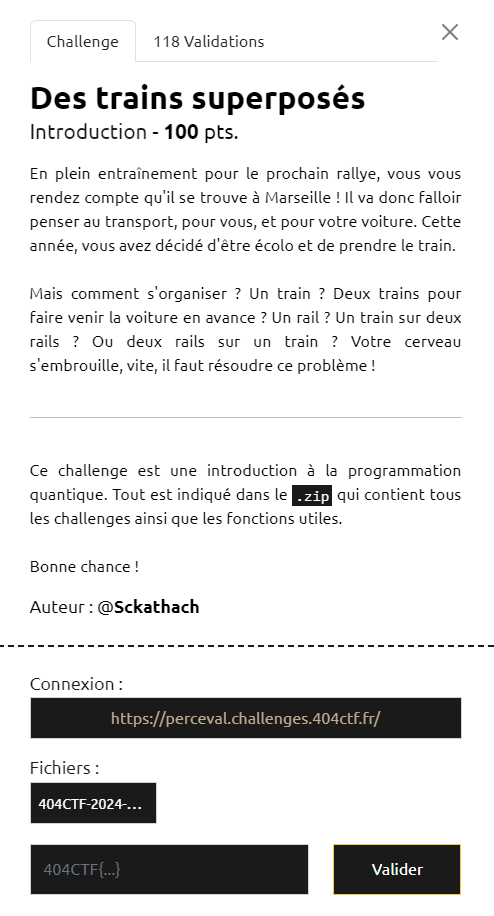 Challenge
118 Validations
Des trains superposés
Introduction - 100 pts.
En plein entraînement pour le prochain rallye, vous vous
rendez compte qu'il se trouve à Marseille ! Il va donc falloir
penser au transport, pour vous, et pour votre voiture. Cette
année, vous avez décidé d'être écolo et de prendre le train.
Mais comment s'organiser ? Un train ? Deux trains pour
faire venir la voiture en avance ? Un rail ? Un train sur deux
rails ? Ou deux rails sur un train ? Votre cerveau
s'embrouille, vite, il faut résoudre ce problème !
Ce challenge est une introduction à la programmation
quantique. Tout est indiqué dans le .zip qui contient tous
les challenges ainsi que les fonctions utiles.
Bonne chance !
Auteur : @Sckathach
Connexion :
https://perceval.challenges.404ctf.fr/
Fichiers :
404CTF-2024-...
404CTF{...}
Valider